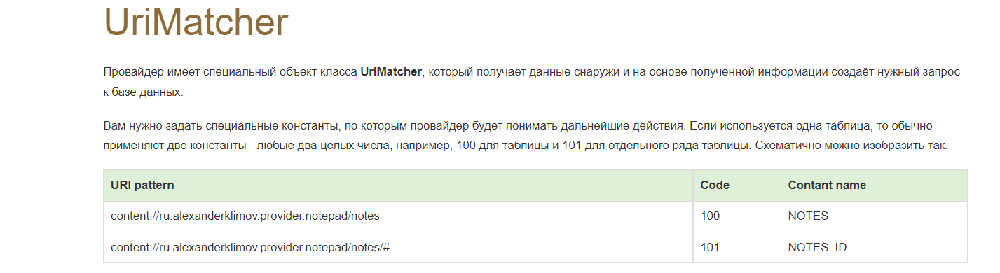 UriMatcher
Провайдер имеет специальный объект класса UriMatcher, который получает данные снаружи и на основе полученной информации создаёт нужный запрос
к базе данных.
Вам нужно задать специальные константы, по которым провайдер будет понимать дальнейшие действия. Если используется одна таблица, то обычно
применяют две константы - любые два целых числа, например, 100 для таблицы и 101 для отдельного ряда таблицы. Схематично можно изобразить так.
URI pattern Code Contant name
content://ru.alexanderklimov.provider.notepad/notes 100 NOTES
content://ru.alexanderklimov.provider.notepad/notes/# 101 NOTES_ID